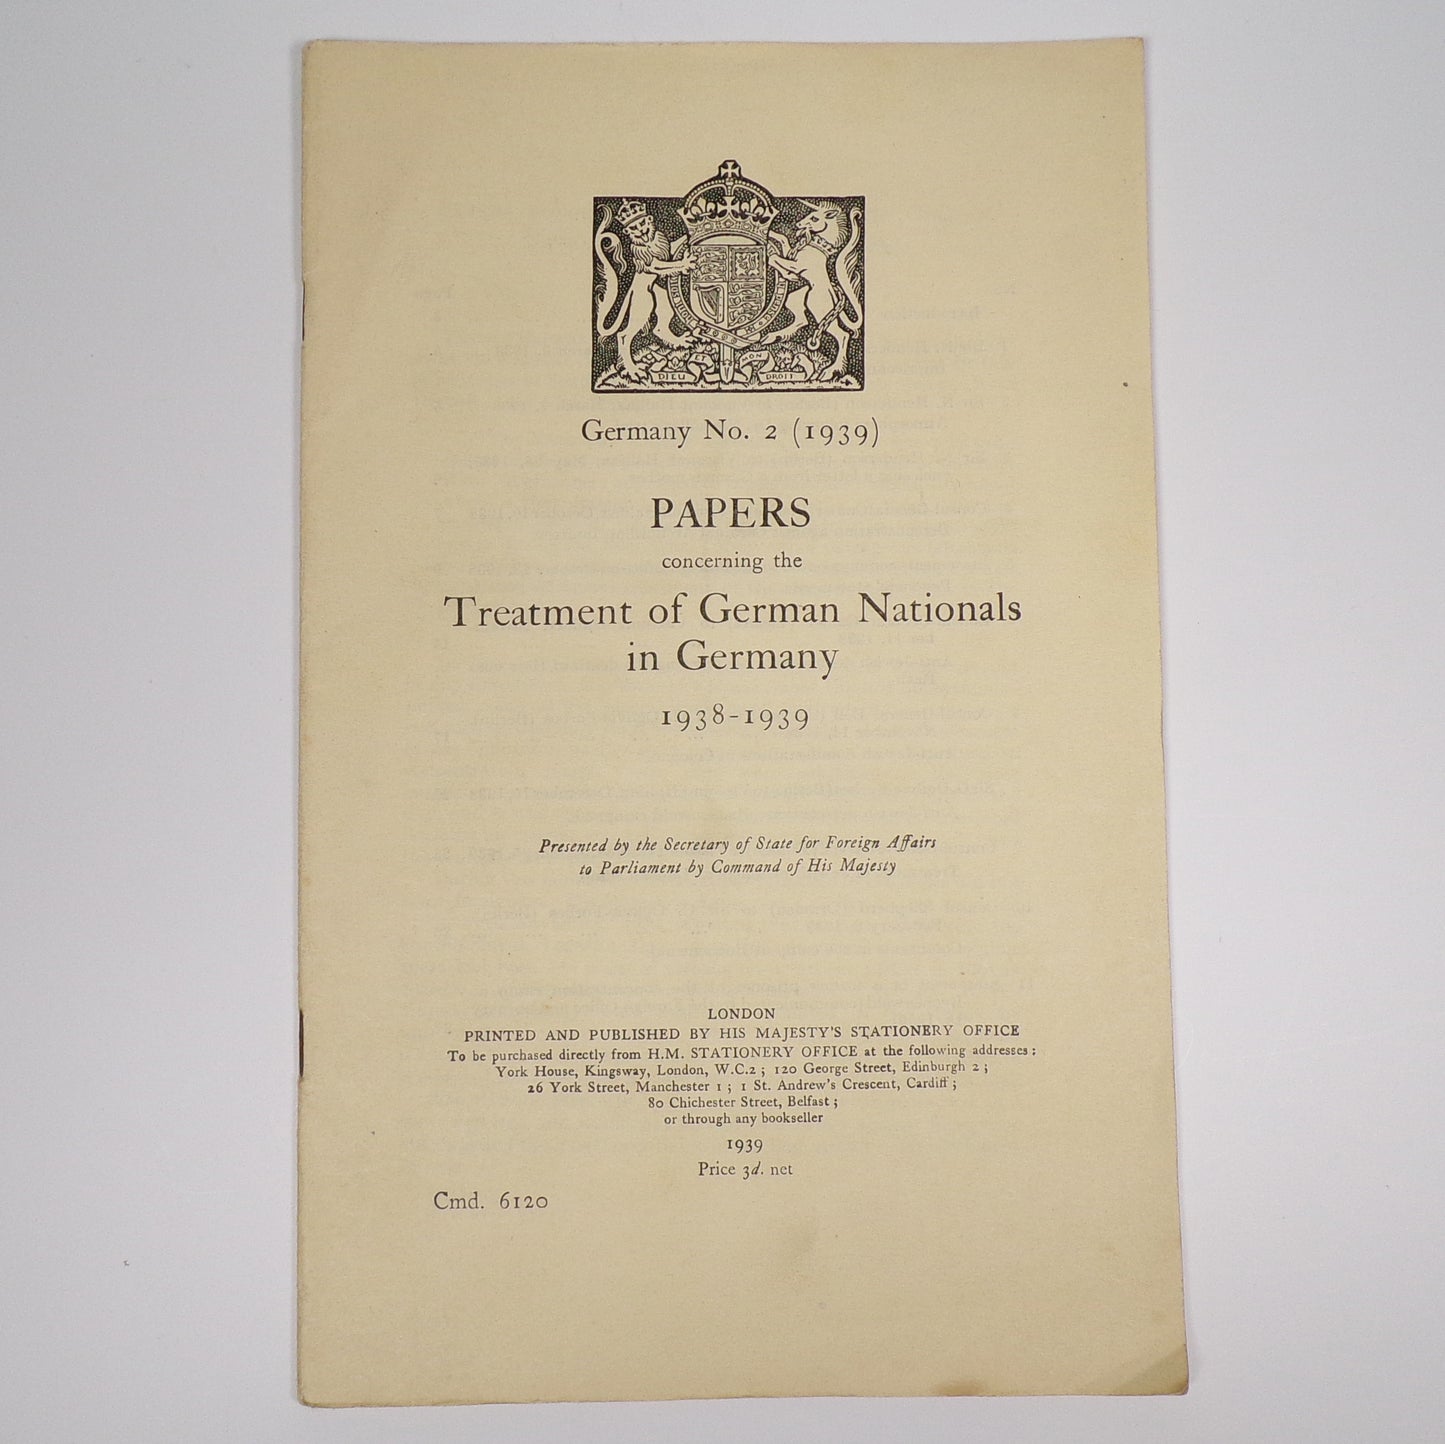 DIEU
ET
MON
DROIT
Germany No. 2 (1939)
PAPERS
concerning the
Treatment of German Nationals
in Germany
1938-1939
Presented by the Secretary of State for Foreign Affairs
to Parliament by Command of His Majesty
LONDON
PRINTED AND PUBLISHED BY HIS MAJESTY'S STATIONERY OFFICE
To be purchased directly from H.M. STATIONERY OFFICE at the following addresses:
York House, Kingsway, London, W.C.2; 120 George Street, Edinburgh 2;
26 York Street, Manchester 1; 1 St. Andrew's Crescent, Cardiff;
80 Chichester Street, Belfast;
or through any bookseller
1939
Price 3d. net
Cmd. 6120